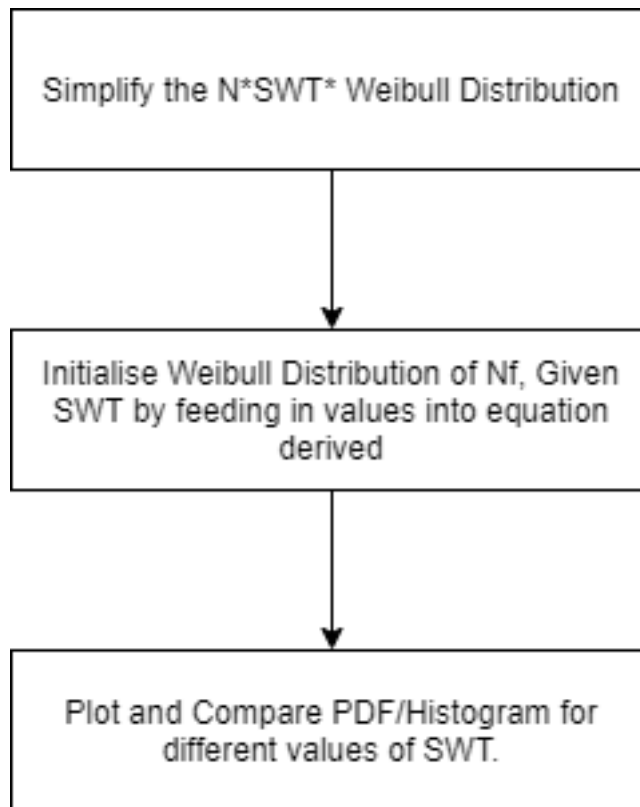 Simplify the N*SWT* Weibull Distribution
Initialise Weibull Distribution of Nf, Given
SWT by feeding in values into equation
derived
Plot and Compare PDF/Histogram for
different values of SWT.